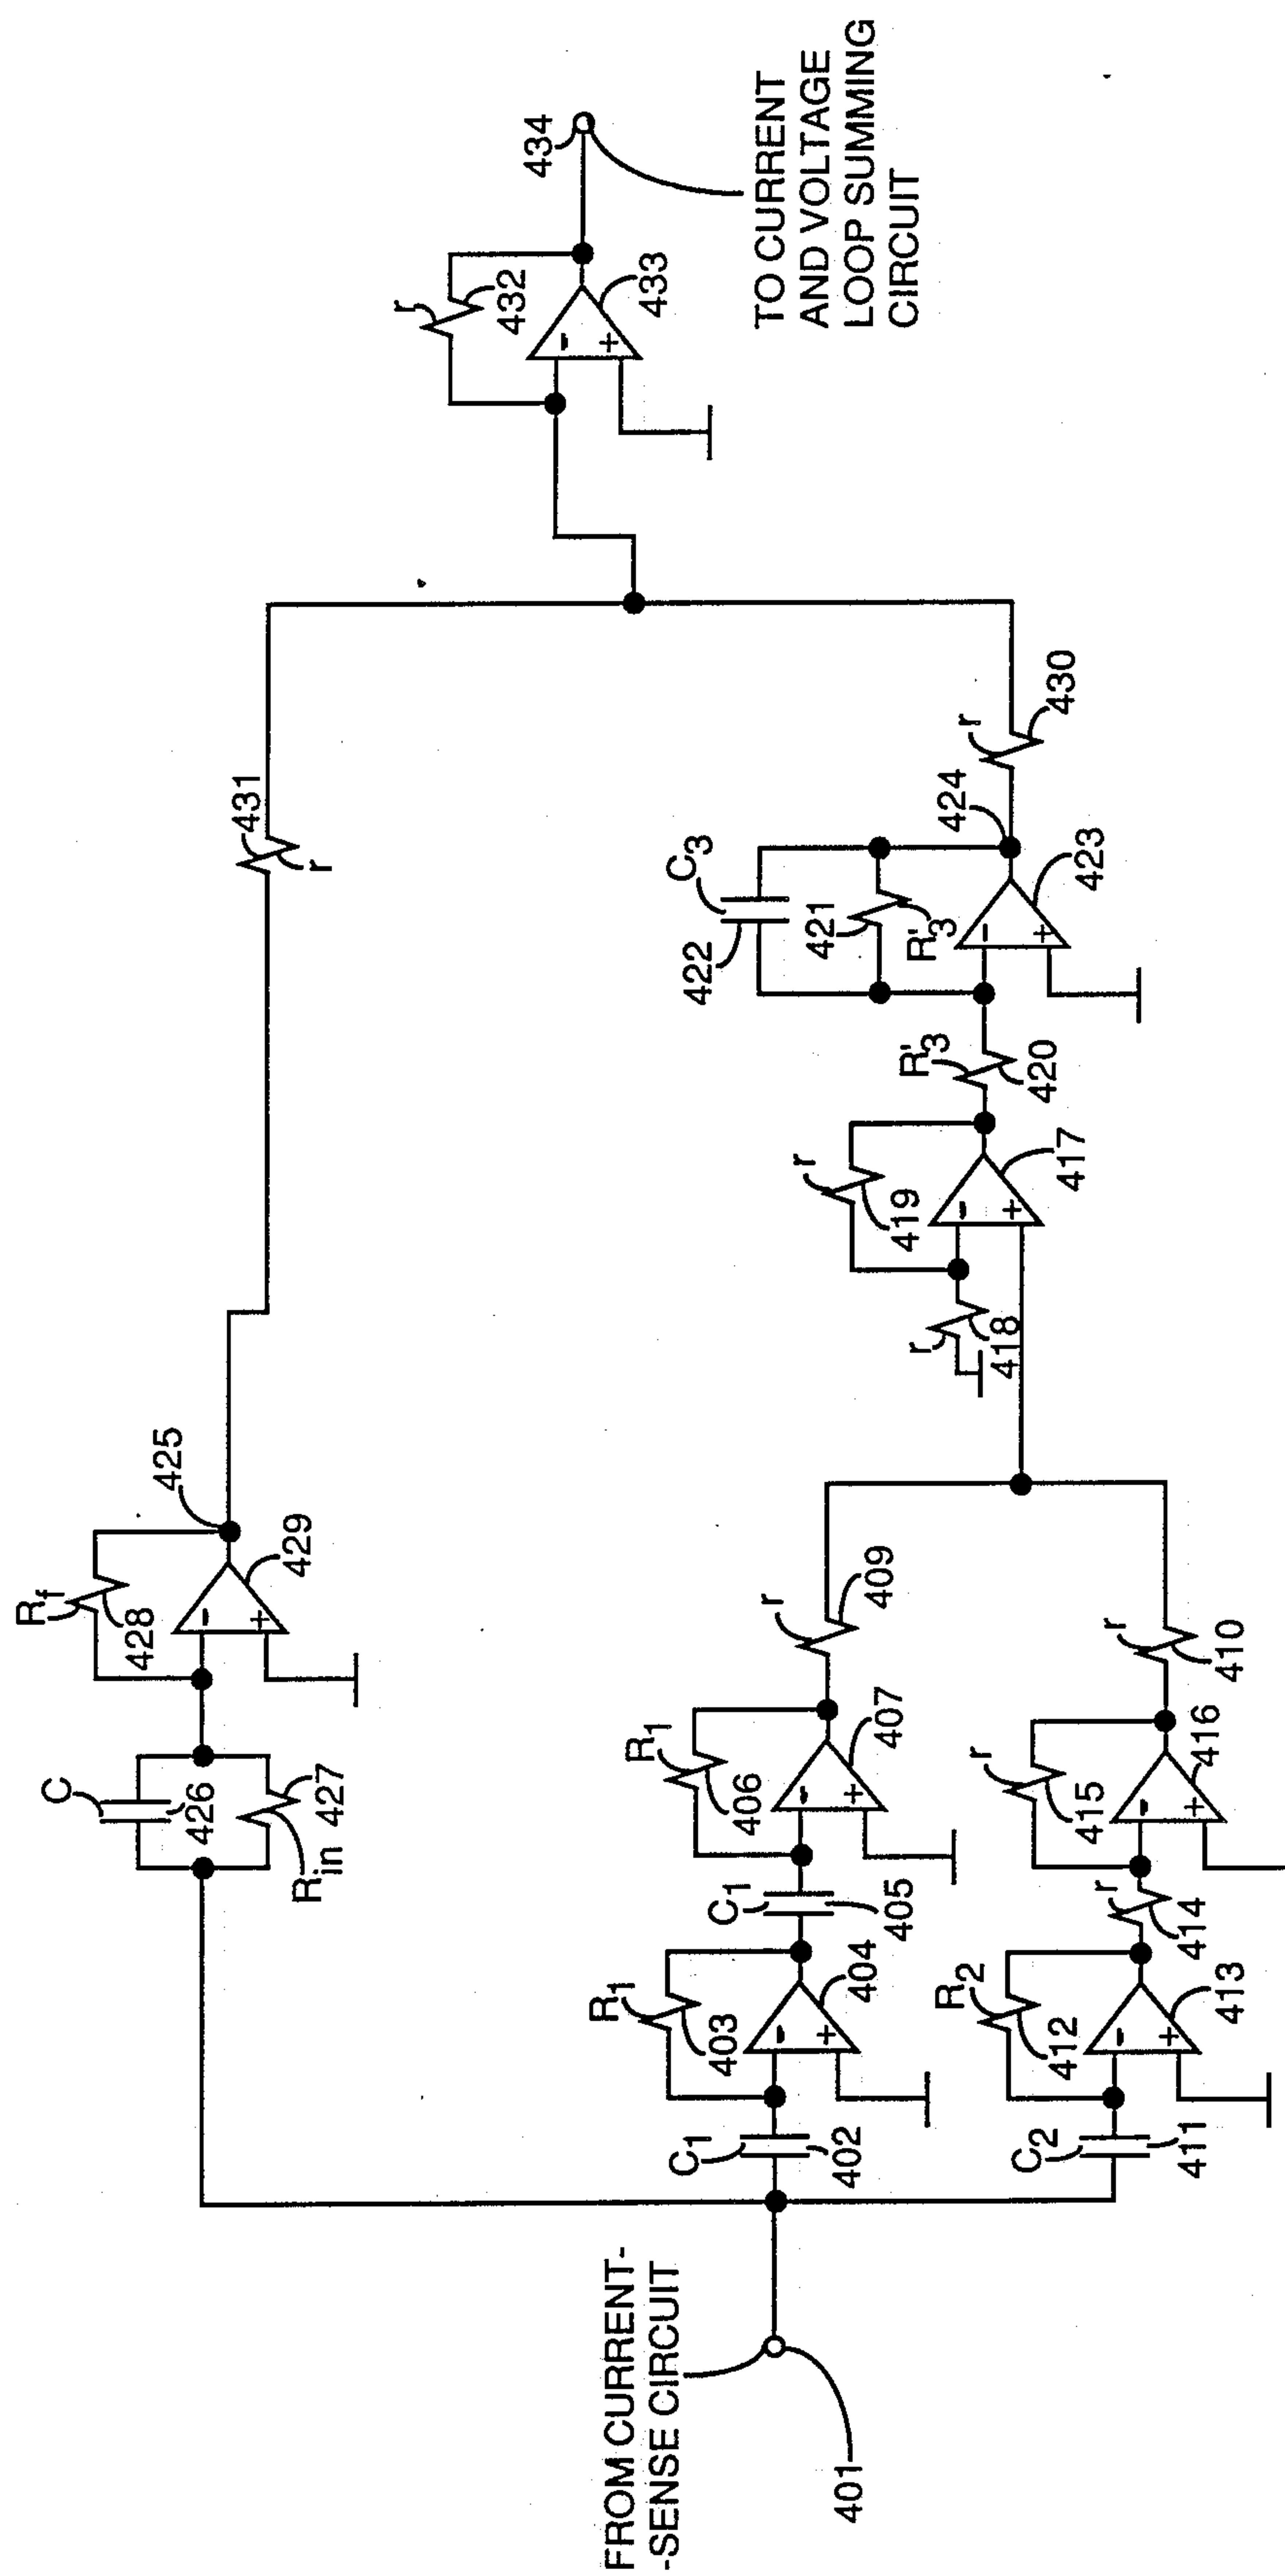 FROM CURRENT-
-SENSE CIRCUIT
401
C
426
427
Rin
Rf
428
429
425
431
r
C1
402
R1
403
404
C1
405
R1
406
407
r
409
C2
411
R2
412
413
r
414
r
415
416
r
410
r
418
r
419
417
R'3
420
C3
422
421
R'3
423
424
r
430
r
432
433
434
TO CURRENT
AND VOLTAGE
LOOP SUMMING
CIRCUIT